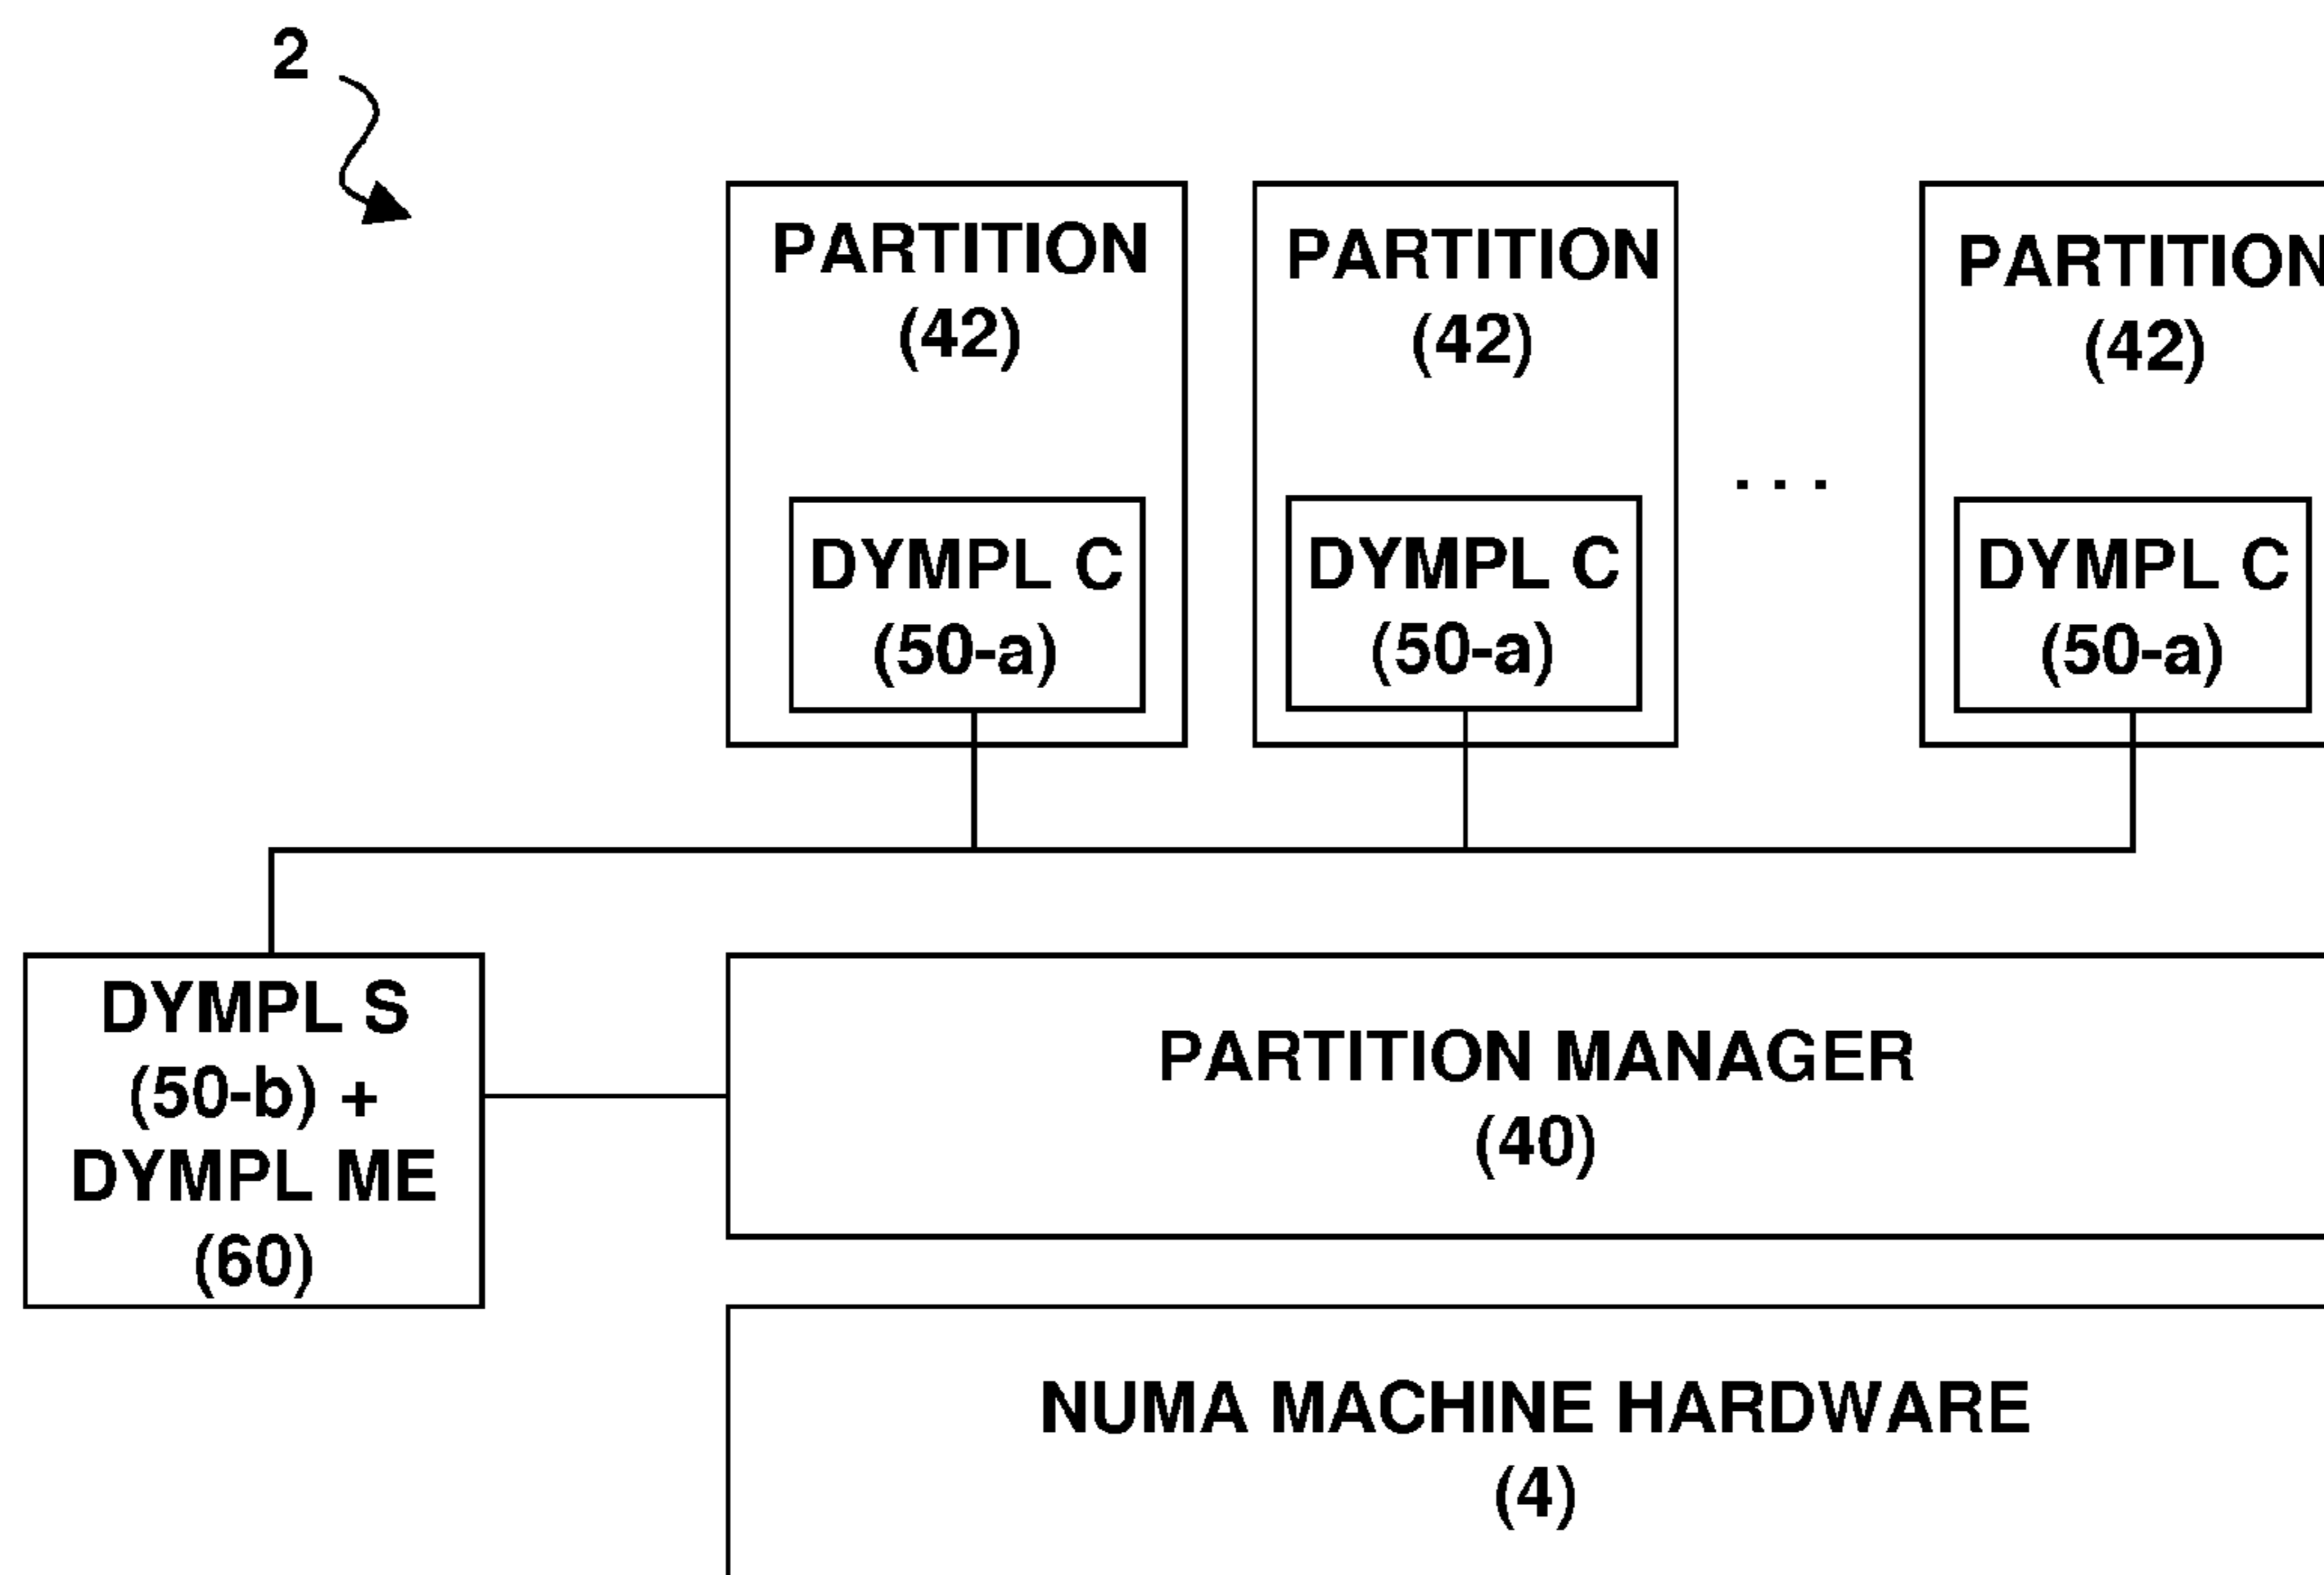 2
PARTITION
(42)
DYMPL C
(50-a)
PARTITION
(42)
DYMPL C
(50-a)
. . .
PARTITION
(42)
DYMPL C
(50-a)
DYMPL S
(50-b) +
DYMPL ME
(60)
PARTITION MANAGER
(40)
NUMA MACHINE HARDWARE
(4)